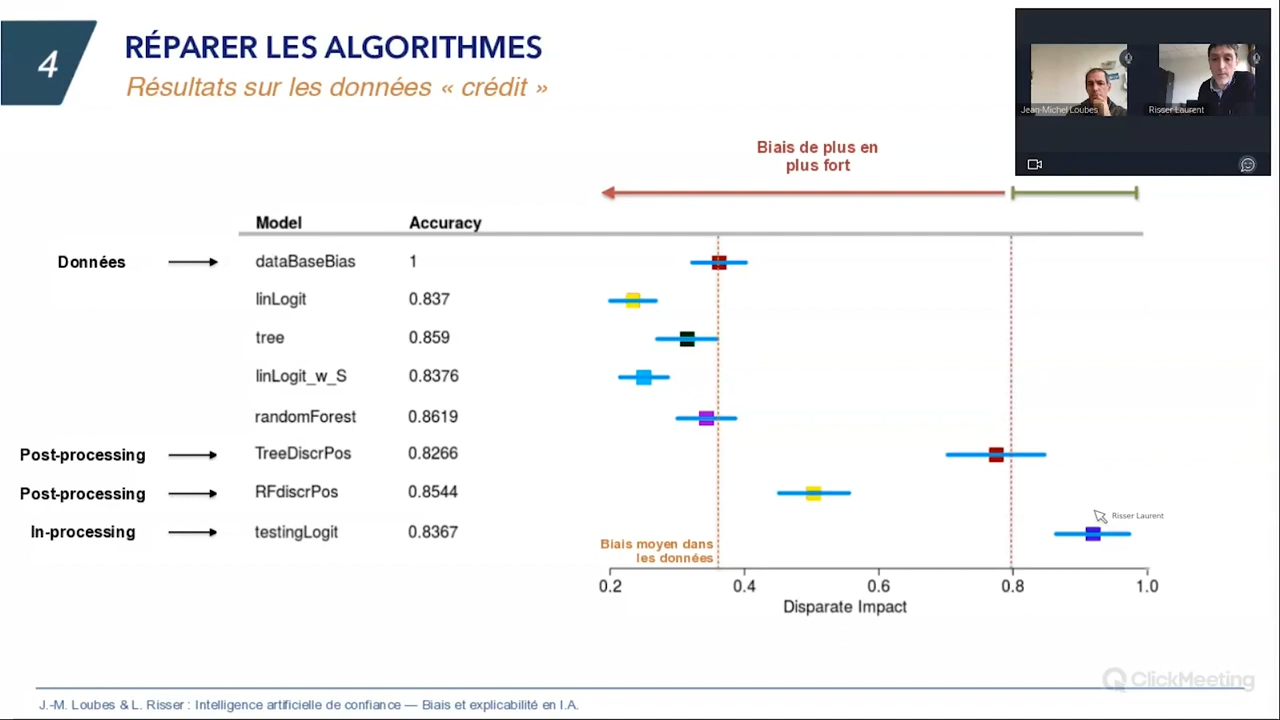 4
RÉPARER LES ALGORITHMES
Résultats sur les données « crédit »
Jean-Michel Loubes
Risser Laurent
Biais de plus en
plus fort
Model Accuracy
Données dataBaseBias 1
linLogit 0.837
tree 0.859
linLogit_w_S 0.8376
randomForest 0.8619
Post-processing TreeDiscrPos 0.8266
Post-processing RFdiscrPos 0.8544
In-processing testingLogit 0.8367
Risser Laurent
Biais moyen dans
les données
0.2 0.4 0.6 0.8 1.0
Disparate Impact
ClickMeeting
J.-M. Loubes & L. Risser : Intelligence artificielle de confiance — Biais et explicabilité en I.A.